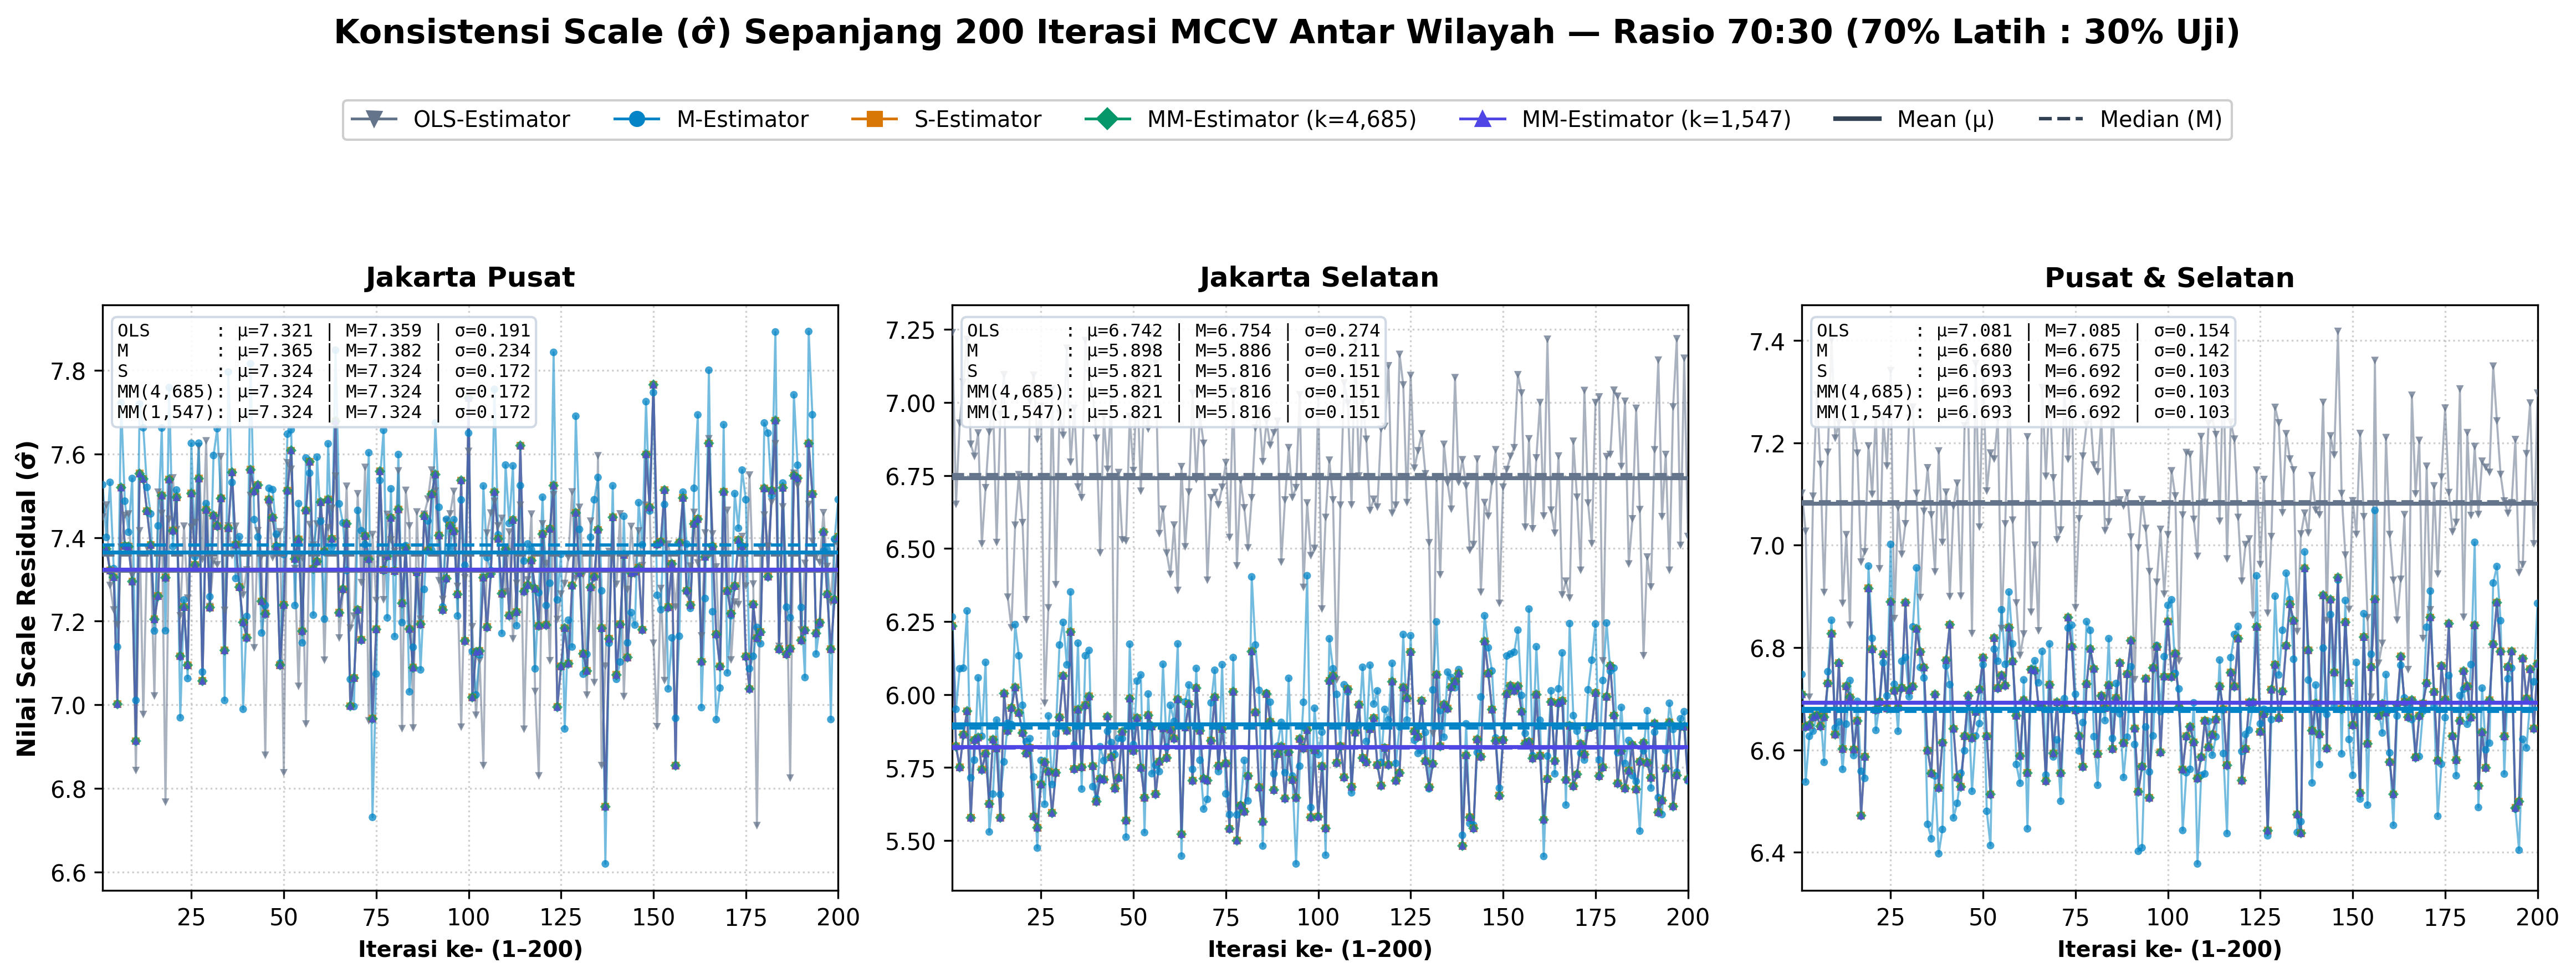 Konsistensi Scale (σ̂) Sepanjang 200 Iterasi MCCV Antar Wilayah — Rasio 70:30 (70% Latih : 30% Uji)
OLS-Estimator M-Estimator S-Estimator MM-Estimator (k=4,685) MM-Estimator (k=1,547) Mean (μ) Median (M)
Jakarta Pusat
OLS : μ=7.321 | M=7.359 | σ=0.191
M : μ=7.365 | M=7.382 | σ=0.234
S : μ=7.324 | M=7.324 | σ=0.172
MM(4,685): μ=7.324 | M=7.324 | σ=0.172
MM(1,547): μ=7.324 | M=7.324 | σ=0.172
Nilai Scale Residual (σ̂)
7.8
7.6
7.4
7.2
7.0
6.8
6.6
25 50 75 100 125 150 175 200
Iterasi ke- (1–200)
Jakarta Selatan
OLS : μ=6.742 | M=6.754 | σ=0.274
M : μ=5.898 | M=5.886 | σ=0.211
S : μ=5.821 | M=5.816 | σ=0.151
MM(4,685): μ=5.821 | M=5.816 | σ=0.151
MM(1,547): μ=5.821 | M=5.816 | σ=0.151
7.25
7.00
6.75
6.50
6.25
6.00
5.75
5.50
25 50 75 100 125 150 175 200
Iterasi ke- (1–200)
Pusat & Selatan
OLS : μ=7.081 | M=7.085 | σ=0.154
M : μ=6.680 | M=6.675 | σ=0.142
S : μ=6.693 | M=6.692 | σ=0.103
MM(4,685): μ=6.693 | M=6.692 | σ=0.103
MM(1,547): μ=6.693 | M=6.692 | σ=0.103
7.4
7.2
7.0
6.8
6.6
6.4
25 50 75 100 125 150 175 200
Iterasi ke- (1–200)